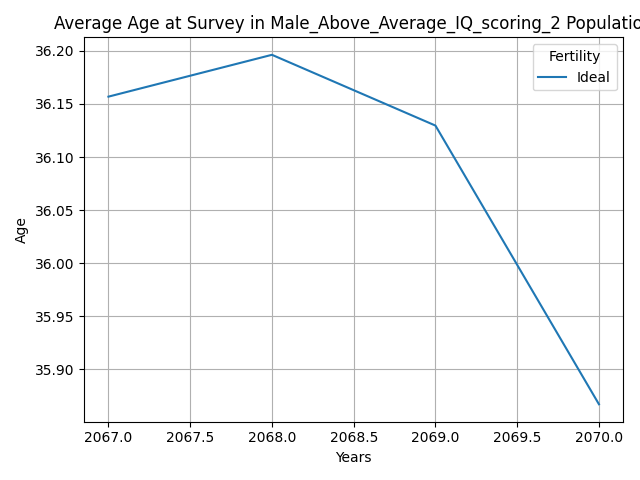 Average Age at Survey in Male_Above_Average_IQ_scoring_2 Populatio
Fertility
Ideal
36.20
36.15
36.10
36.05
36.00
35.95
35.90
Age
2067.0 2067.5 2068.0 2068.5 2069.0 2069.5 2070.0
Years